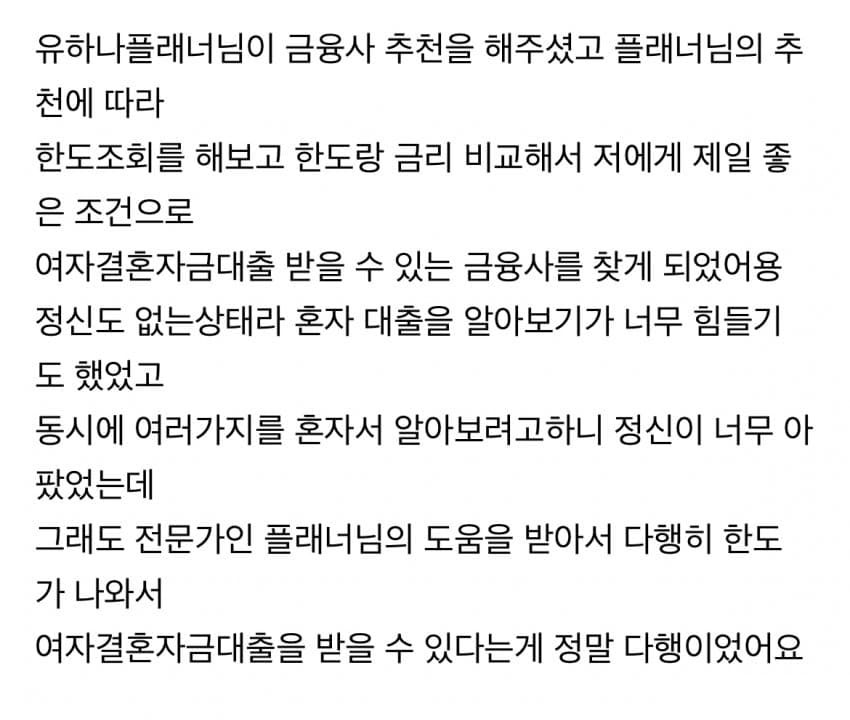 유하나플래너님이 금융사 추천을 해주셨고 플래너님의 추
천에 따라
한도조회를 해보고 한도랑 금리 비교해서 저에게 제일 좋
은 조건으로
여자결혼자금대출 받을 수 있는 금융사를 찾게 되었어용
정신도 없는상태라 혼자 대출을 알아보기가 너무 힘들기
도 했었고
동시에 여러가지를 혼자서 알아보려고하니 정신이 너무 아
팠었는데
그래도 전문가인 플래너님의 도움을 받아서 다행히 한도
가 나와서
여자결혼자금대출을 받을 수 있다는게 정말 다행이었어요